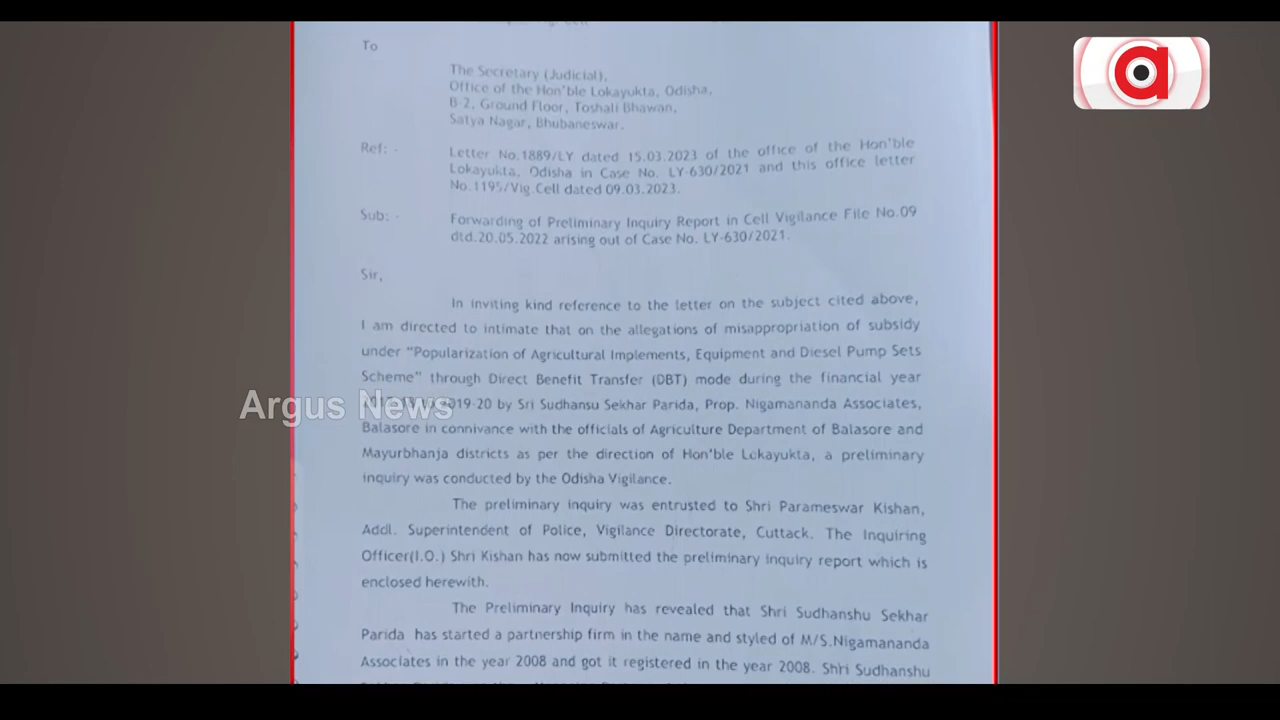 To
The Secretary (Judicial),
Office of the Hon'ble Lokayukta, Odisha,
B-2, Ground Floor, Toshali Bhawan,
Satya Nagar, Bhubaneswar.
Ref: - Letter No.1889/LY dated 15.03.2023 of the office of the Hon'ble
Lokayukta, Odisha in Case No. LY-630/2021 and this office letter
No.1195/Vig.Cell dated 09.03.2023.
Sub: - Forwarding of Preliminary Inquiry Report in Cell Vigilance File No.09
dtd.20.05.2022 arising out of Case No. LY-630/2021.
Sir,
In inviting kind reference to the letter on the subject cited above,
I am directed to intimate that on the allegations of misappropriation of subsidy
under "Popularization of Agricultural Implements, Equipment and Diesel Pump Sets
Scheme" through Direct Benefit Transfer (DBT) mode during the financial year
by Sri Sudhansu Sekhar Parida, Prop. Nigamananda Associates,
Argus News
Balasore in connivance with the officials of Agriculture Department of Balasore and
Mayurbhanja districts as per the direction of Hon'ble Lokayukta, a preliminary
inquiry was conducted by the Odisha Vigilance.
The preliminary inquiry was entrusted to Shri Parameswar Kishan,
Addl. Superintendent of Police, Vigilance Directorate, Cuttack. The Inquiring
Officer(I.O.) Shri Kishan has now submitted the preliminary inquiry report which is
enclosed herewith.
The Preliminary Inquiry has revealed that Shri Sudhanshu Sekhar
Parida has started a partnership firm in the name and styled of M/S.Nigamananda
Associates in the year 2008 and got it registered in the year 2008. Shri Sudhanshu